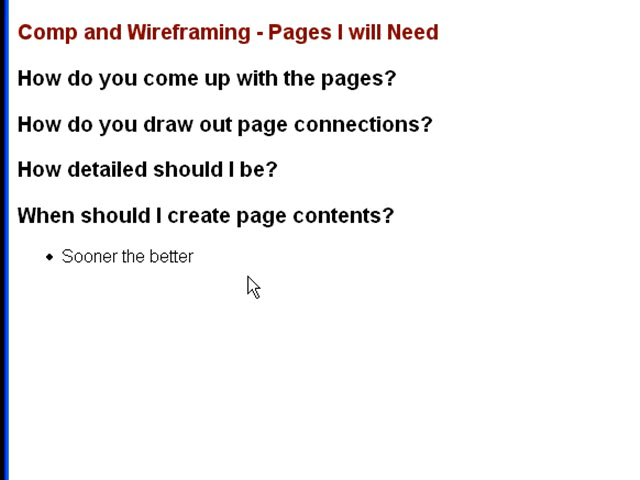 Comp and Wireframing - Pages I will Need
How do you come up with the pages?
How do you draw out page connections?
How detailed should I be?
When should I create page contents?
Sooner the better